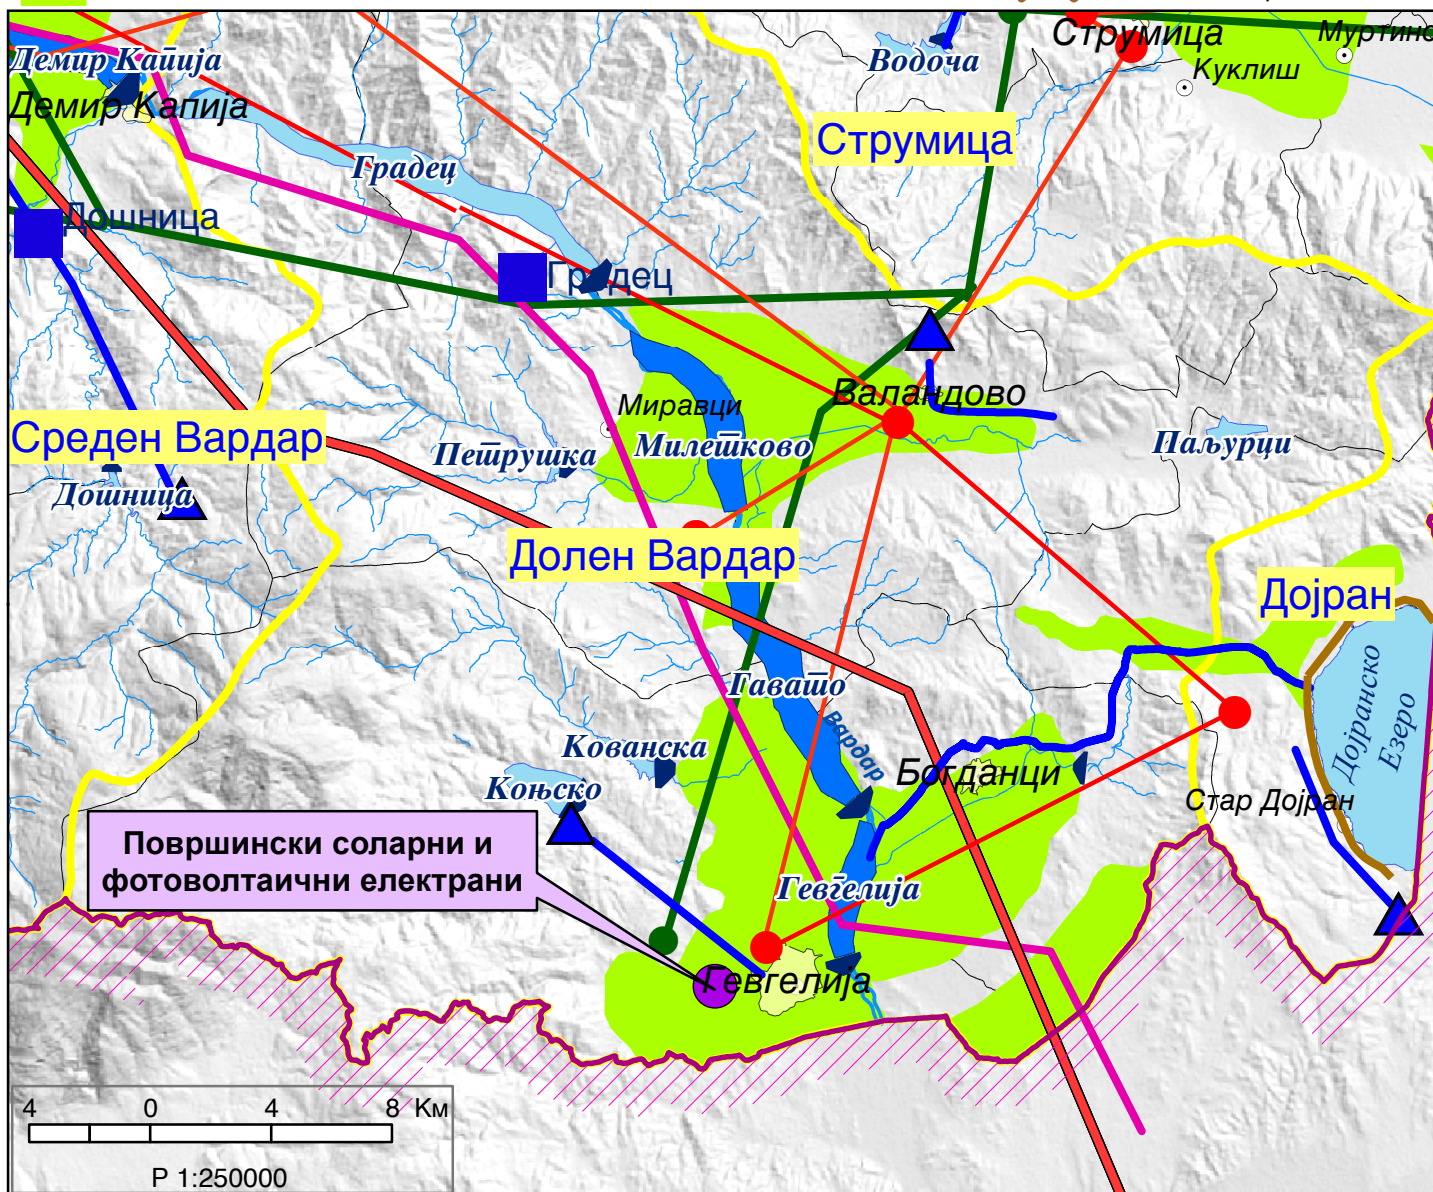 Струмица
Муртино
Водоча
Куклиш
Демир Капија
Демир Капија
Струмица
Градец
Дошница
Градец
Валандово
Миравци
Среден Вардар
Петрушка
Милетково
Паљурци
Дошница
Долен Вардар
Дојран
Гавато
Дојранско
Езеро
Вардар
Кованска
Богданци
Коњско
Стар Дојран
Површински соларни и
фотоволтаични електрани
Гевгелија
Гевгелија
4 0 4 8 Км
Р 1:250000